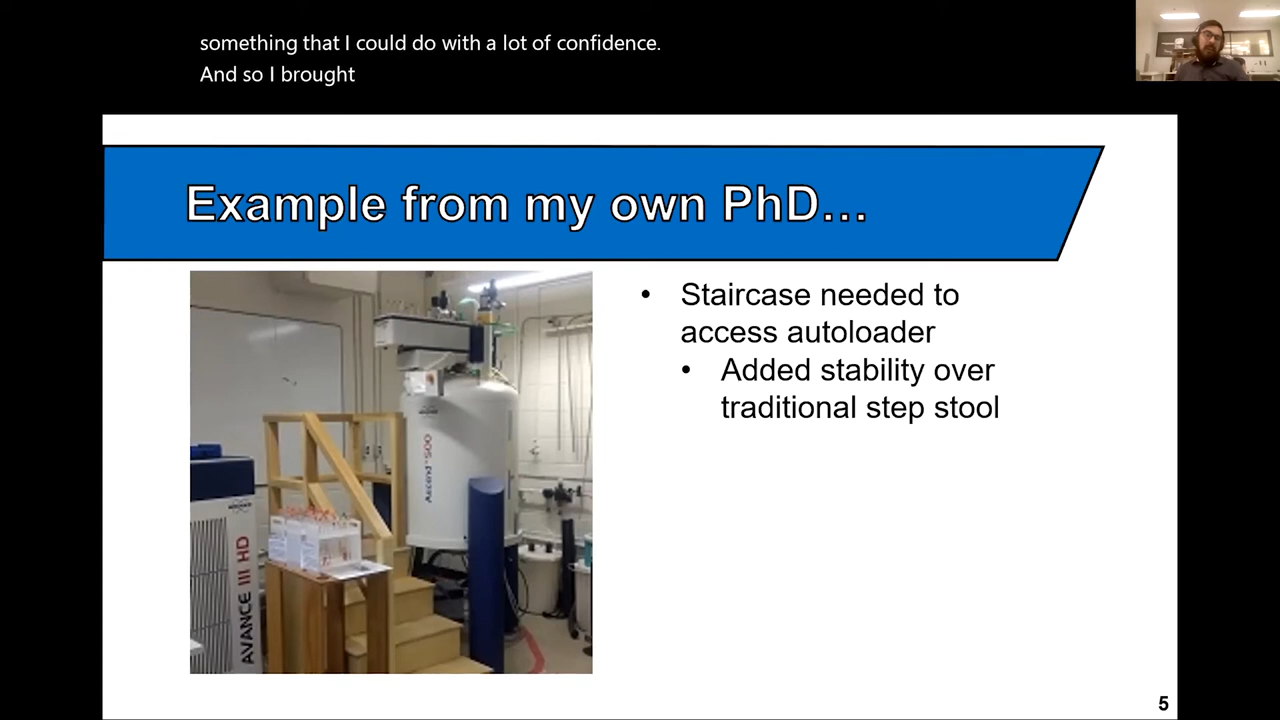 something that I could do with a lot of confidence.
And so I brought
Example from my own PhD...
• Staircase needed to
access autoloader
• Added stability over
traditional step stool
Ascend 500
AVANCE III HD
5